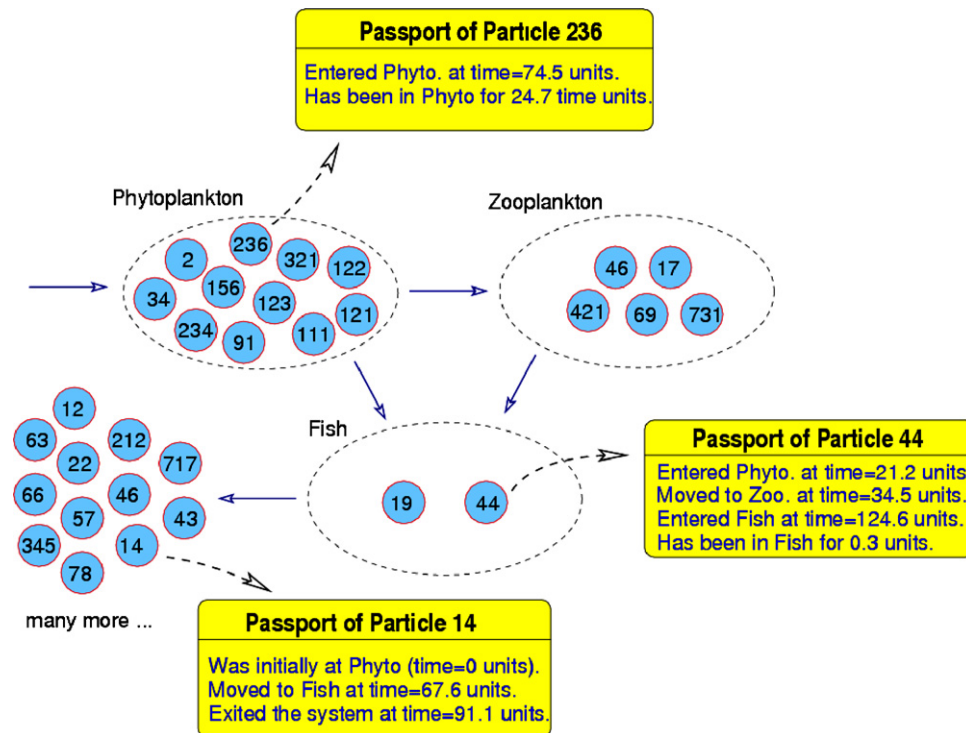 Passport of Particle 236
Entered Phyto. at time=74.5 units.
Has been in Phyto for 24.7 time units.
Phytoplankton
Zooplankton
236
2
321
122
46
17
156
34
123
121
421
69
731
234
91
111
Fish
12
63
212
717
22
66
46
19
44
57
43
345
14
78
many more ...
Passport of Particle 44
Entered Phyto. at time=21.2 units.
Moved to Zoo. at time=34.5 units.
Entered Fish at time=124.6 units.
Has been in Fish for 0.3 units.
Passport of Particle 14
Was initially at Phyto (time=0 units).
Moved to Fish at time=67.6 units.
Exited the system at time=91.1 units.